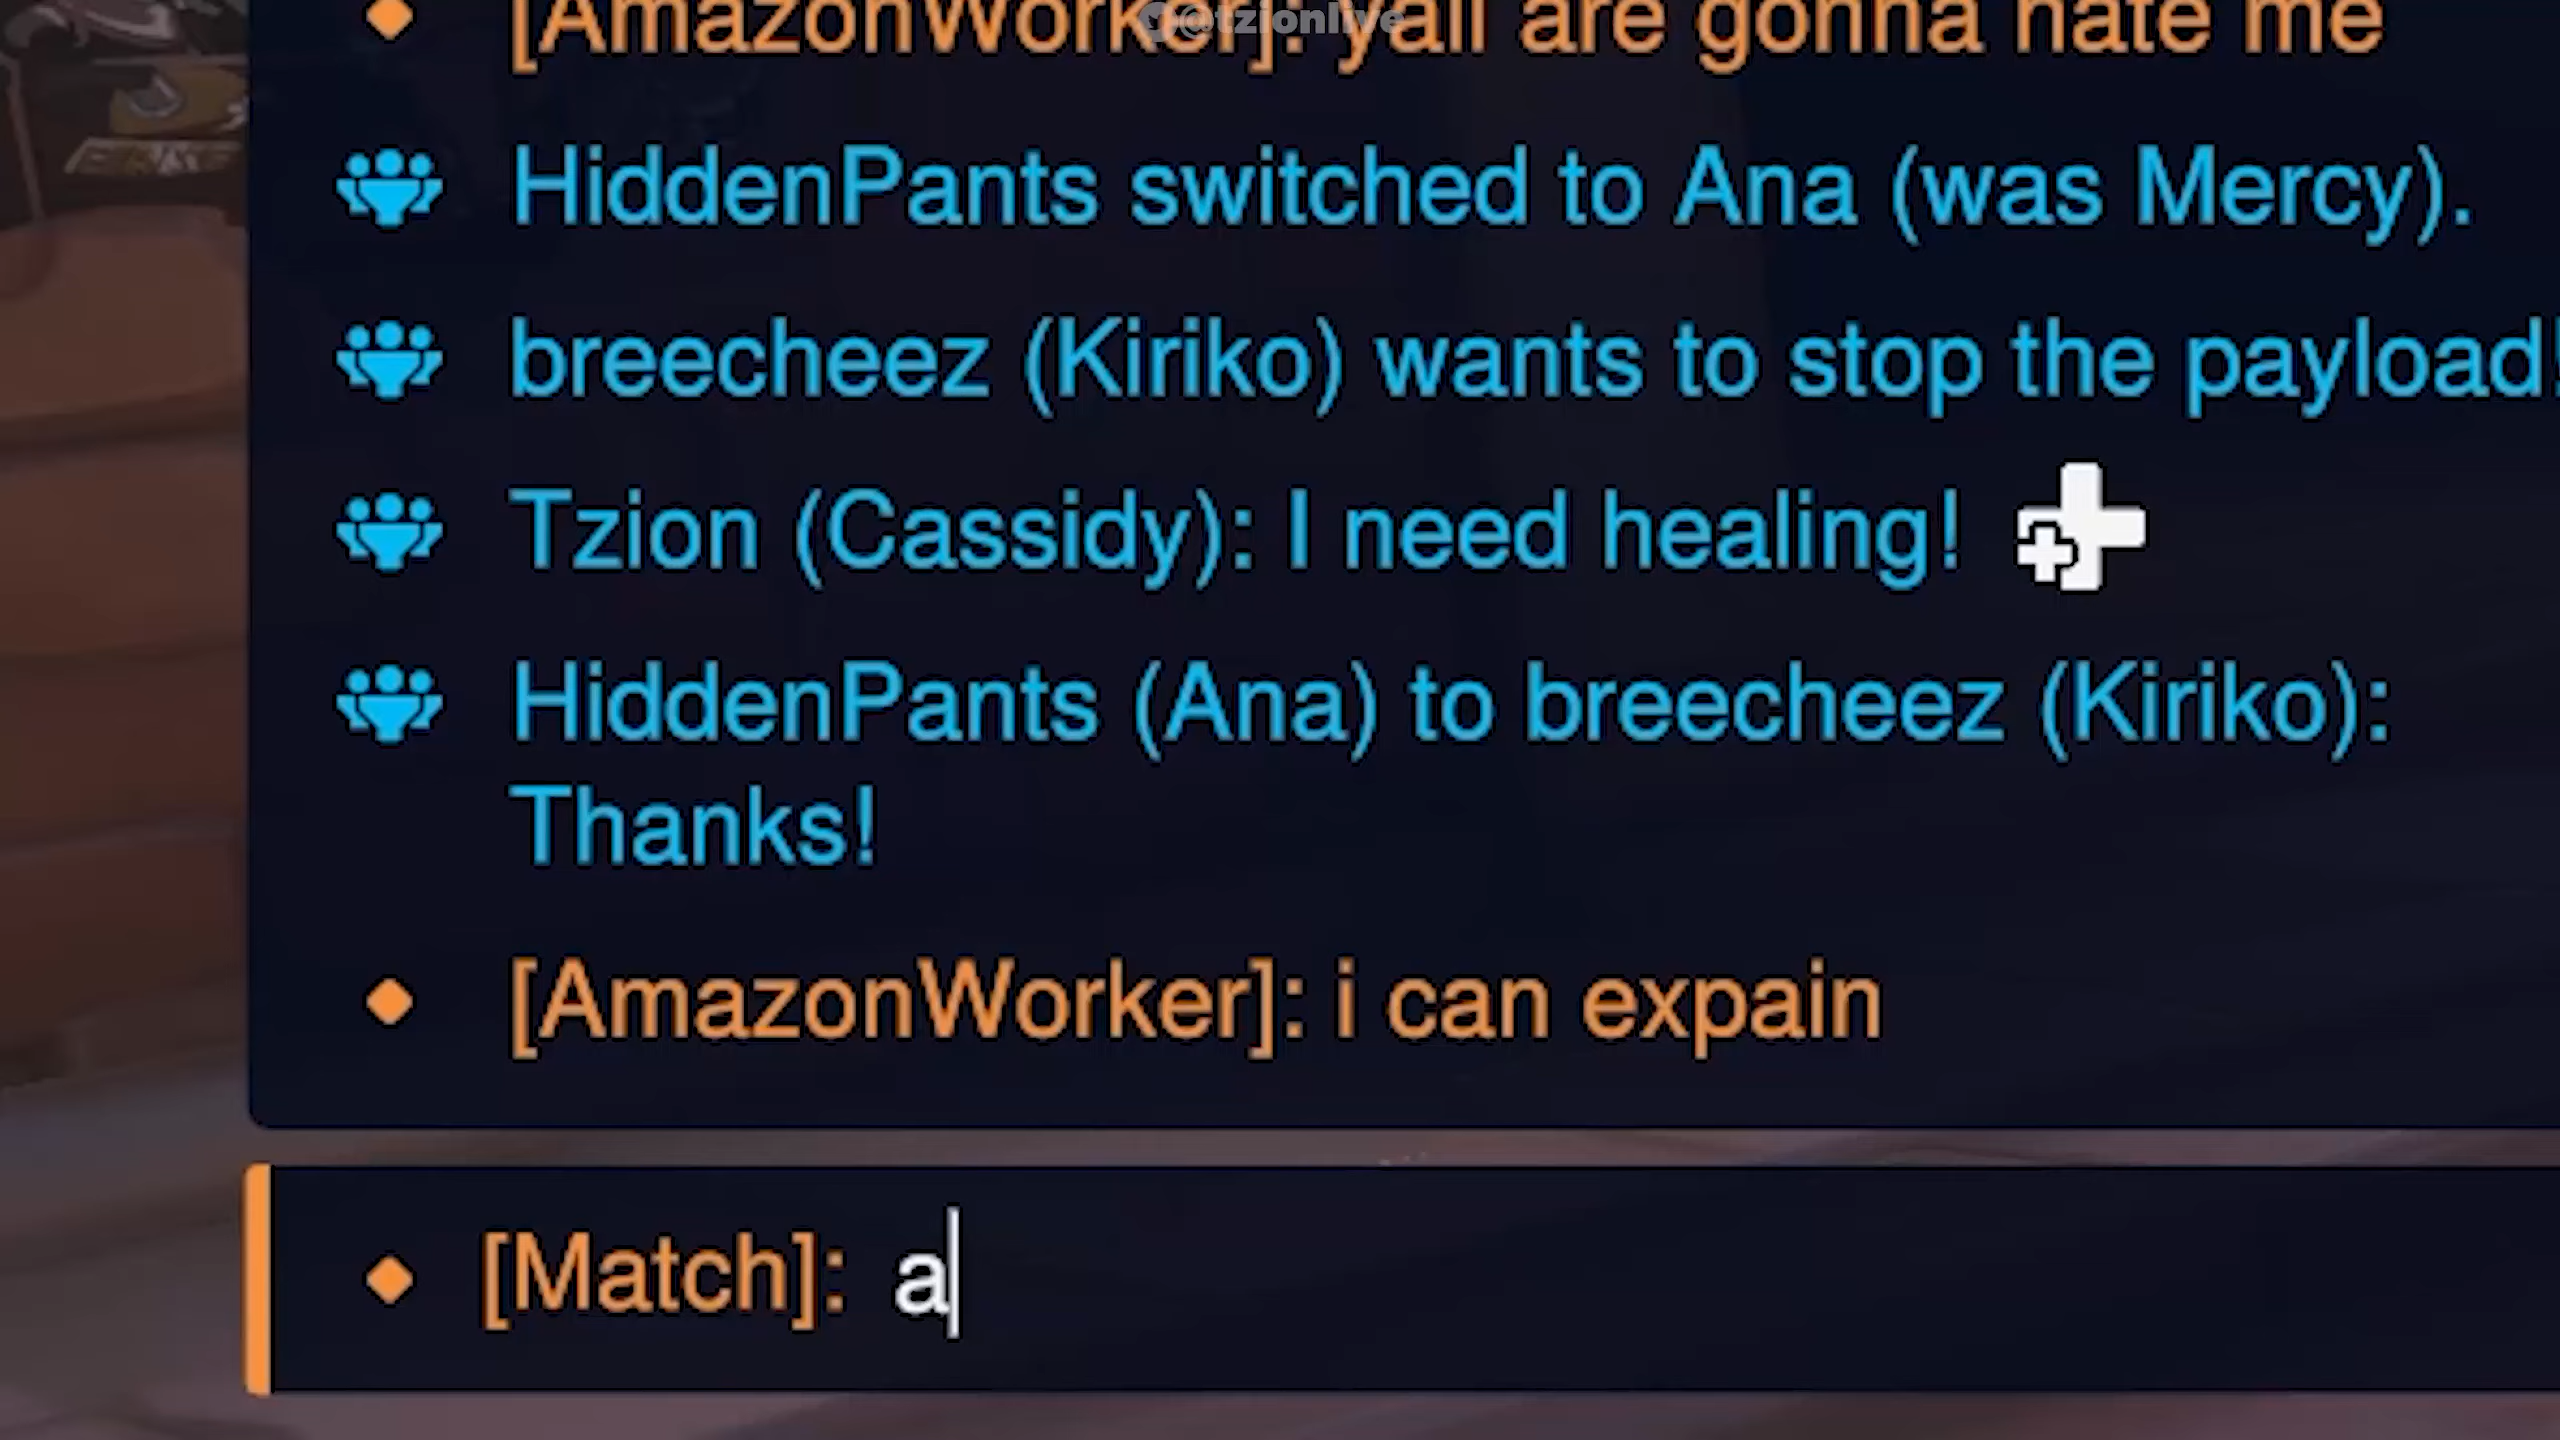 @tzionlive
[AmazonWorker]: yall are gonna hate me
HiddenPants switched to Ana (was Mercy).
breecheez (Kiriko) wants to stop the payload!
Tzion (Cassidy): I need healing!
HiddenPants (Ana) to breecheez (Kiriko):
Thanks!
[AmazonWorker]: i can expain
[Match]: a